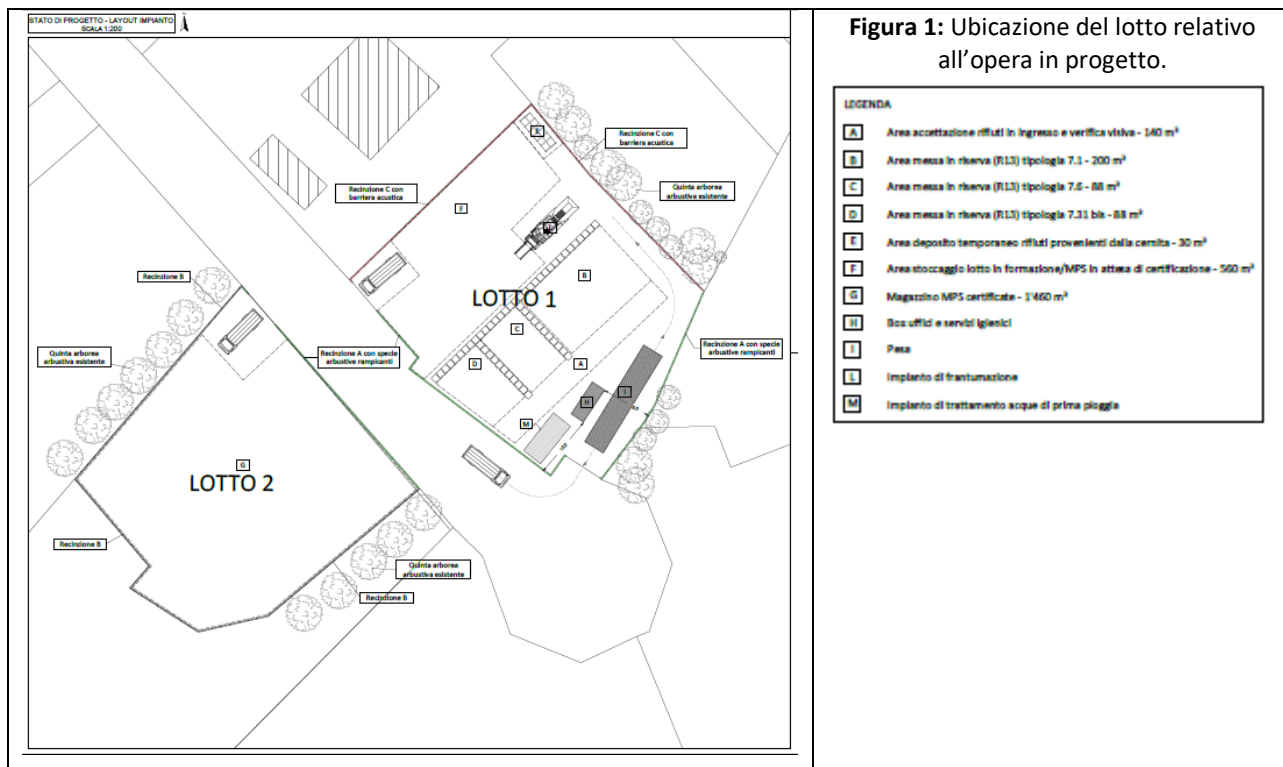 STATO DI PROGETTO - LAYOUT IMPIANTO
SCALA 1:200
E
Recinzione C con
barriera acustica
Recinzione C con
barriera acustica
Quinta arborea
arbustiva esistente
F
B
Recinzione B
LOTTO 1
C
Quinta arborea
arbustiva esistente
Recinzione A con specie
arbustive rampicanti
D
A
Recinzione A con specie
arbustive rampicanti
I
H
M
G
LOTTO 2
Recinzione B
Quinta arborea
arbustiva esistente
Recinzione B
Figura 1: Ubicazione del lotto relativo
all’opera in progetto.
LEGENDA
A Area accettazione rifiuti in ingresso e verifica visiva - 140 m²
B Area messa in riserva (R13) tipologia 7.1 - 200 m²
C Area messa in riserva (R13) tipologia 7.6 - 88 m²
D Area messa in riserva (R13) tipologia 7.31 bis - 88 m²
E Area deposito temporaneo rifiuti provenienti dalla cernita - 30 m²
F Area stoccaggio lotto in formazione/MPS in attesa di certificazione - 560 m²
G Magazzino MPS certificate - 1'460 m²
H Box uffici e servizi igienici
I Pesa
L Impianto di frantumazione
M Impianto di trattamento acque di prima pioggia